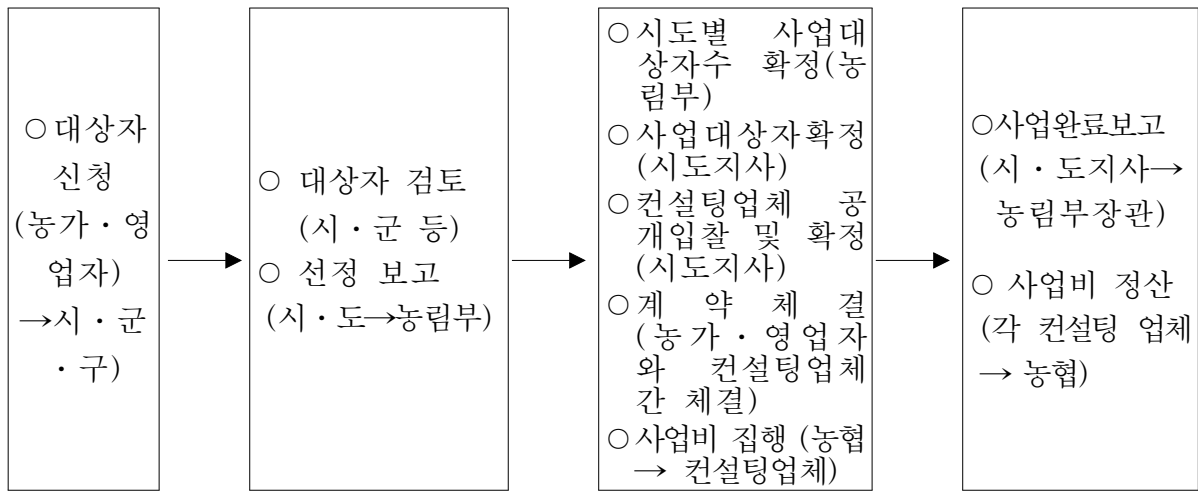 ○ 대상자
신청
(농가・영
업자)
→시・군
・구)
○ 대상자 검토
(시・군 등)
○ 선정 보고
(시・도→농림부)
○ 시도별 사업대
상자수 확정(농
림부)
○ 사업대상자확정
(시도지사)
○ 컨설팅업체 공
개입찰 및 확정
(시도지사)
○ 계 약 체 결
(농가・영업자
와 컨설팅업체
간 체결)
○ 사업비 집행 (농협
→ 컨설팅업체)
○사업완료보고
(시・도지사→
농림부장관)
○ 사업비 정산
(각 컨설팅 업체
→ 농협)